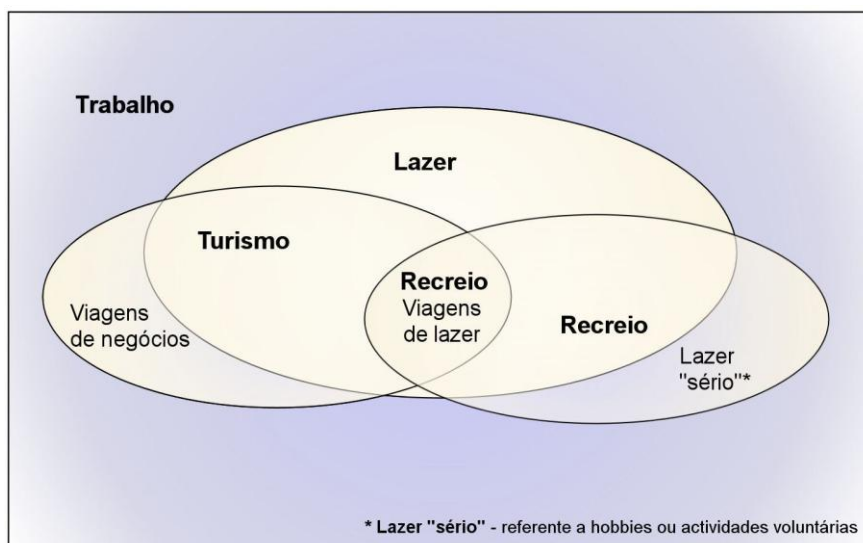 Trabalho
Lazer
Turismo
Recreio
Viagens
de lazer
Viagens
de negócios
Recreio
Lazer
"sério"*
* Lazer "sério" - referente a hobbies ou actividades voluntárias